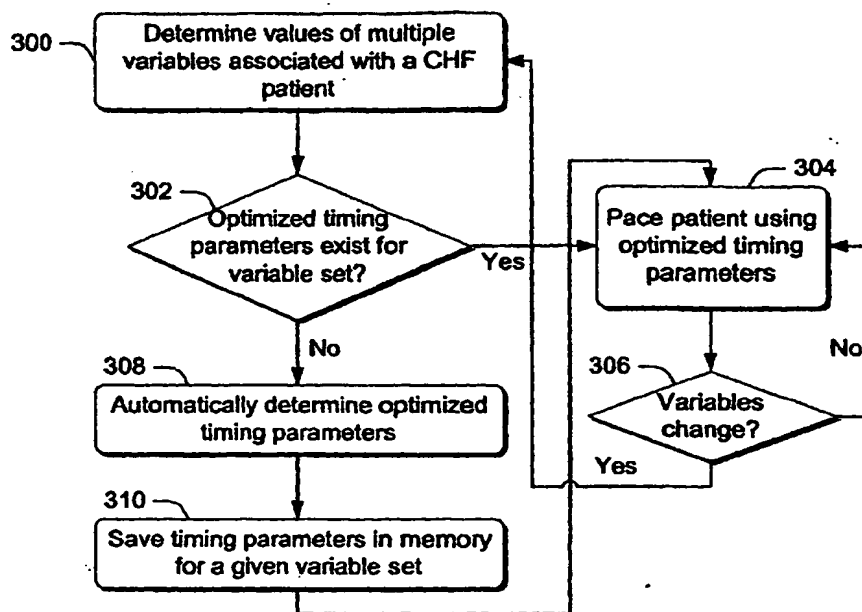 300
Determine values of multiple
variables associated with a CHF
patient
302
Optimized timing
parameters exist for
variable set?
Yes
No
304
Pace patient using
optimized timing
parameters
306
Variables
change?
No
Yes
308
Automatically determine optimized
timing parameters
310
Save timing parameters in memory
for a given variable set